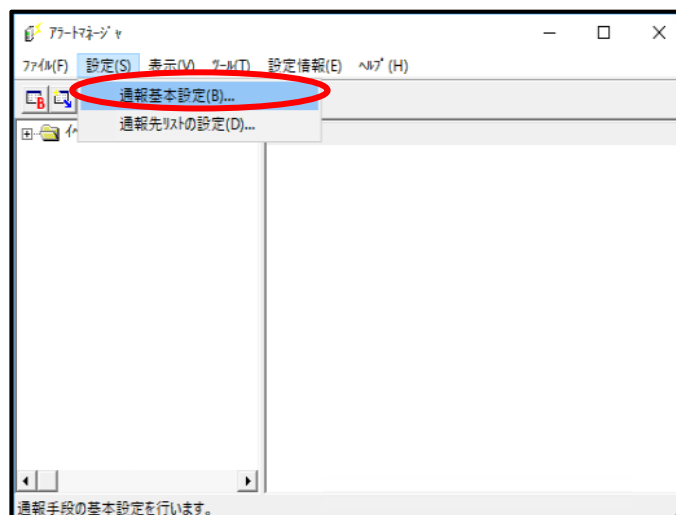 ｱﾗｰﾄﾏﾈｰｼﾞｬ
ﾌｧｲﾙ(F) 設定(S) 表示(V) ﾂｰﾙ(T) 設定情報(E) ﾍﾙﾌﾟ(H)
通報基本設定(B)...
通報先ﾘｽﾄの設定(D)...
通報手段の基本設定を行います。